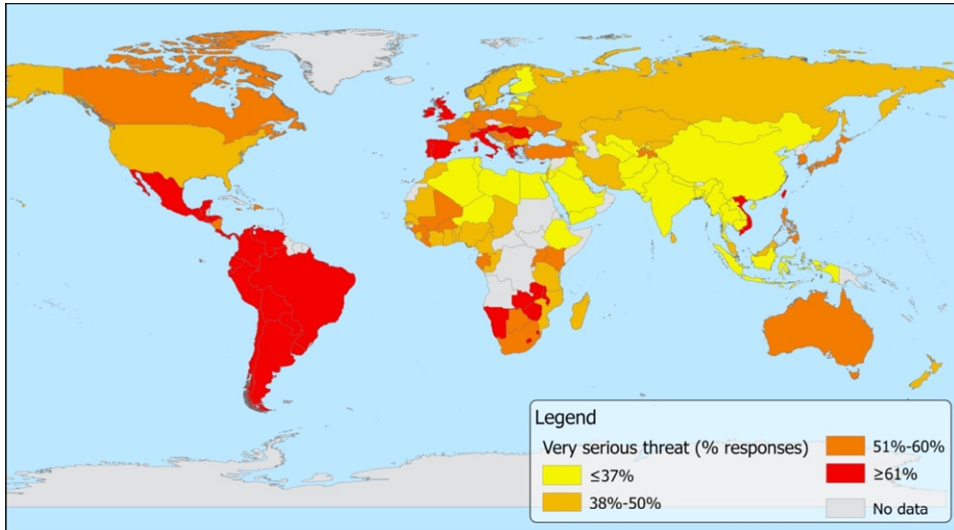 Legend
Very serious threat (% responses)
≤37%
38%-50%
51%-60%
≥61%
No data